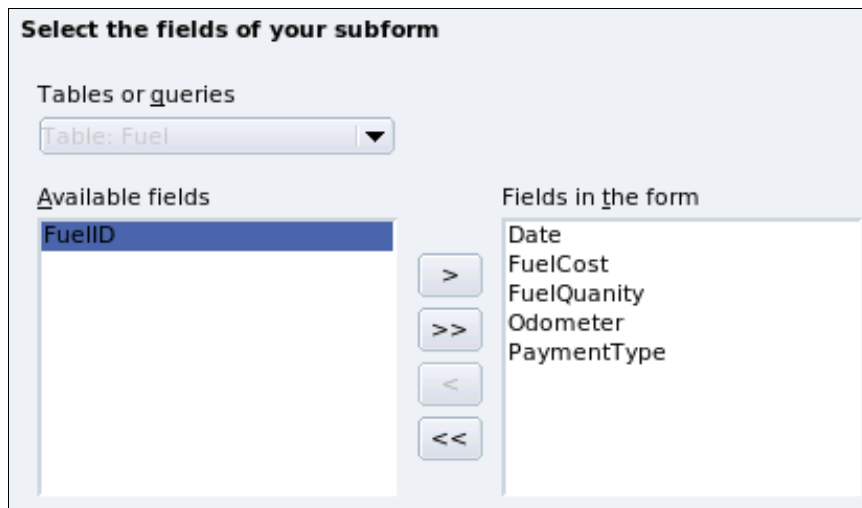 Select the fields of your subform
Tables or queries
Table: Fuel
Available fields
FuelID
>
>>
<
<<
Fields in the form
Date
FuelCost
FuelQuanity
Odometer
PaymentType